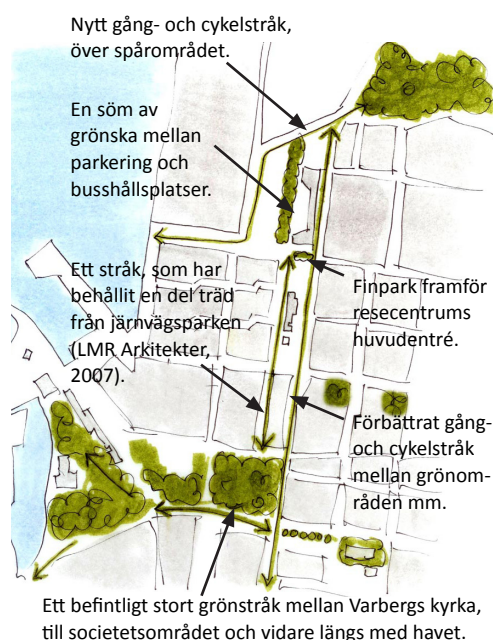 Nytt gång- och cykelstråk,
över spårområdet.
En söm av
grönska mellan
parkering och
busshållsplatser.
Ett stråk, som har
behållit en del träd
från järnvägsparken
(LMR Arkitekter,
2007).
Finpark framför
resecentrums
huvudentré.
Förbättrat gång-
och cykelstråk
mellan grönom-
råden mm.
Ett befintligt stort grönstråk mellan Varbergs kyrka,
till societetsområdet och vidare längs med havet.